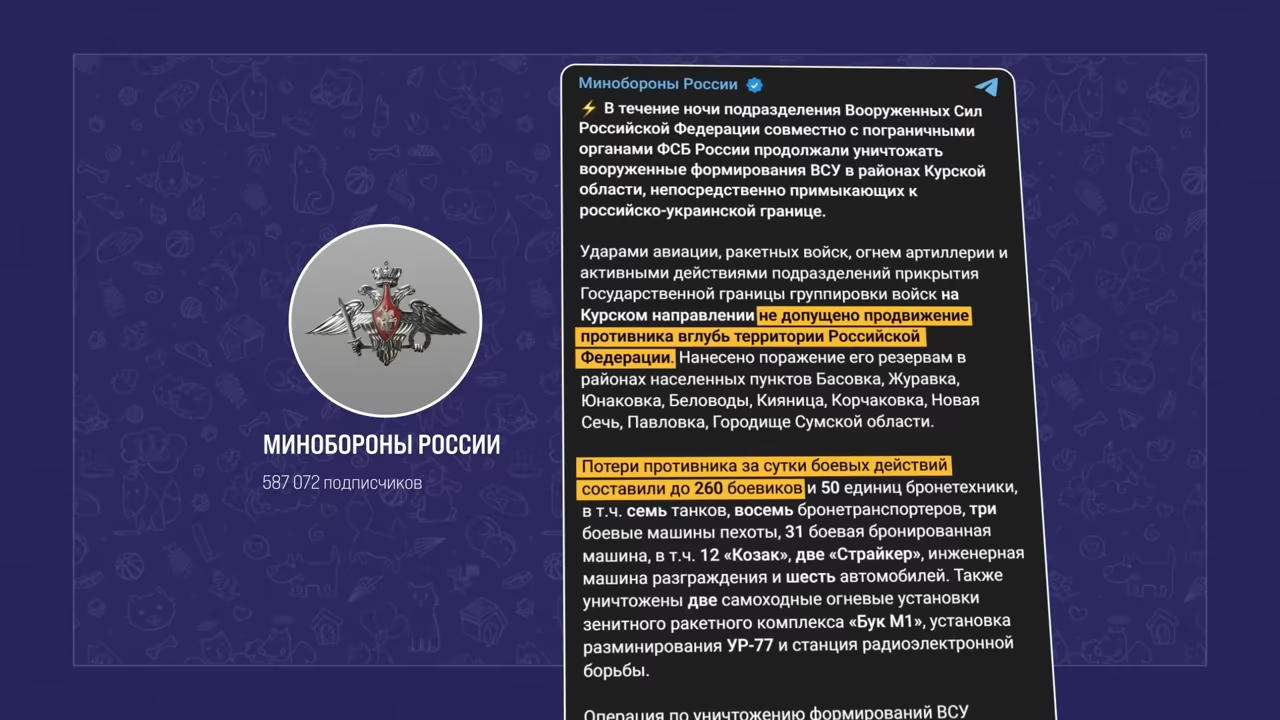 МИНОБОРОНЫ РОССИИ
587 072 подписчиков
Минобороны России
⚡ В течение ночи подразделения Вооруженных Сил
Российской Федерации совместно с пограничными
органами ФСБ России продолжали уничтожать
вооруженные формирования ВСУ в районах Курской
области, непосредственно примыкающих к
российско-украинской границе.
Ударами авиации, ракетных войск, огнем артиллерии и
активными действиями подразделений прикрытия
Государственной границы группировки войск на
Курском направлении не допущено продвижение
противника вглубь территории Российской
Федерации. Нанесено поражение его резервам в
районах населенных пунктов Басовка, Журавка,
Юнаковка, Беловоды, Кияница, Корчаковка, Новая
Сечь, Павловка, Городище Сумской области.
Потери противника за сутки боевых действий
составили до 260 боевиков и 50 единиц бронетехники,
в т.ч. семь танков, восемь бронетранспортеров, три
боевые машины пехоты, 31 боевая бронированная
машина, в т.ч. 12 «Козак», две «Страйкер», инженерная
машина разграждения и шесть автомобилей. Также
уничтожены две самоходные огневые установки
зенитного ракетного комплекса «Бук М1», установка
разминирования УР-77 и станция радиоэлектронной
борьбы.
Операция по уничтожению формирований ВСУ